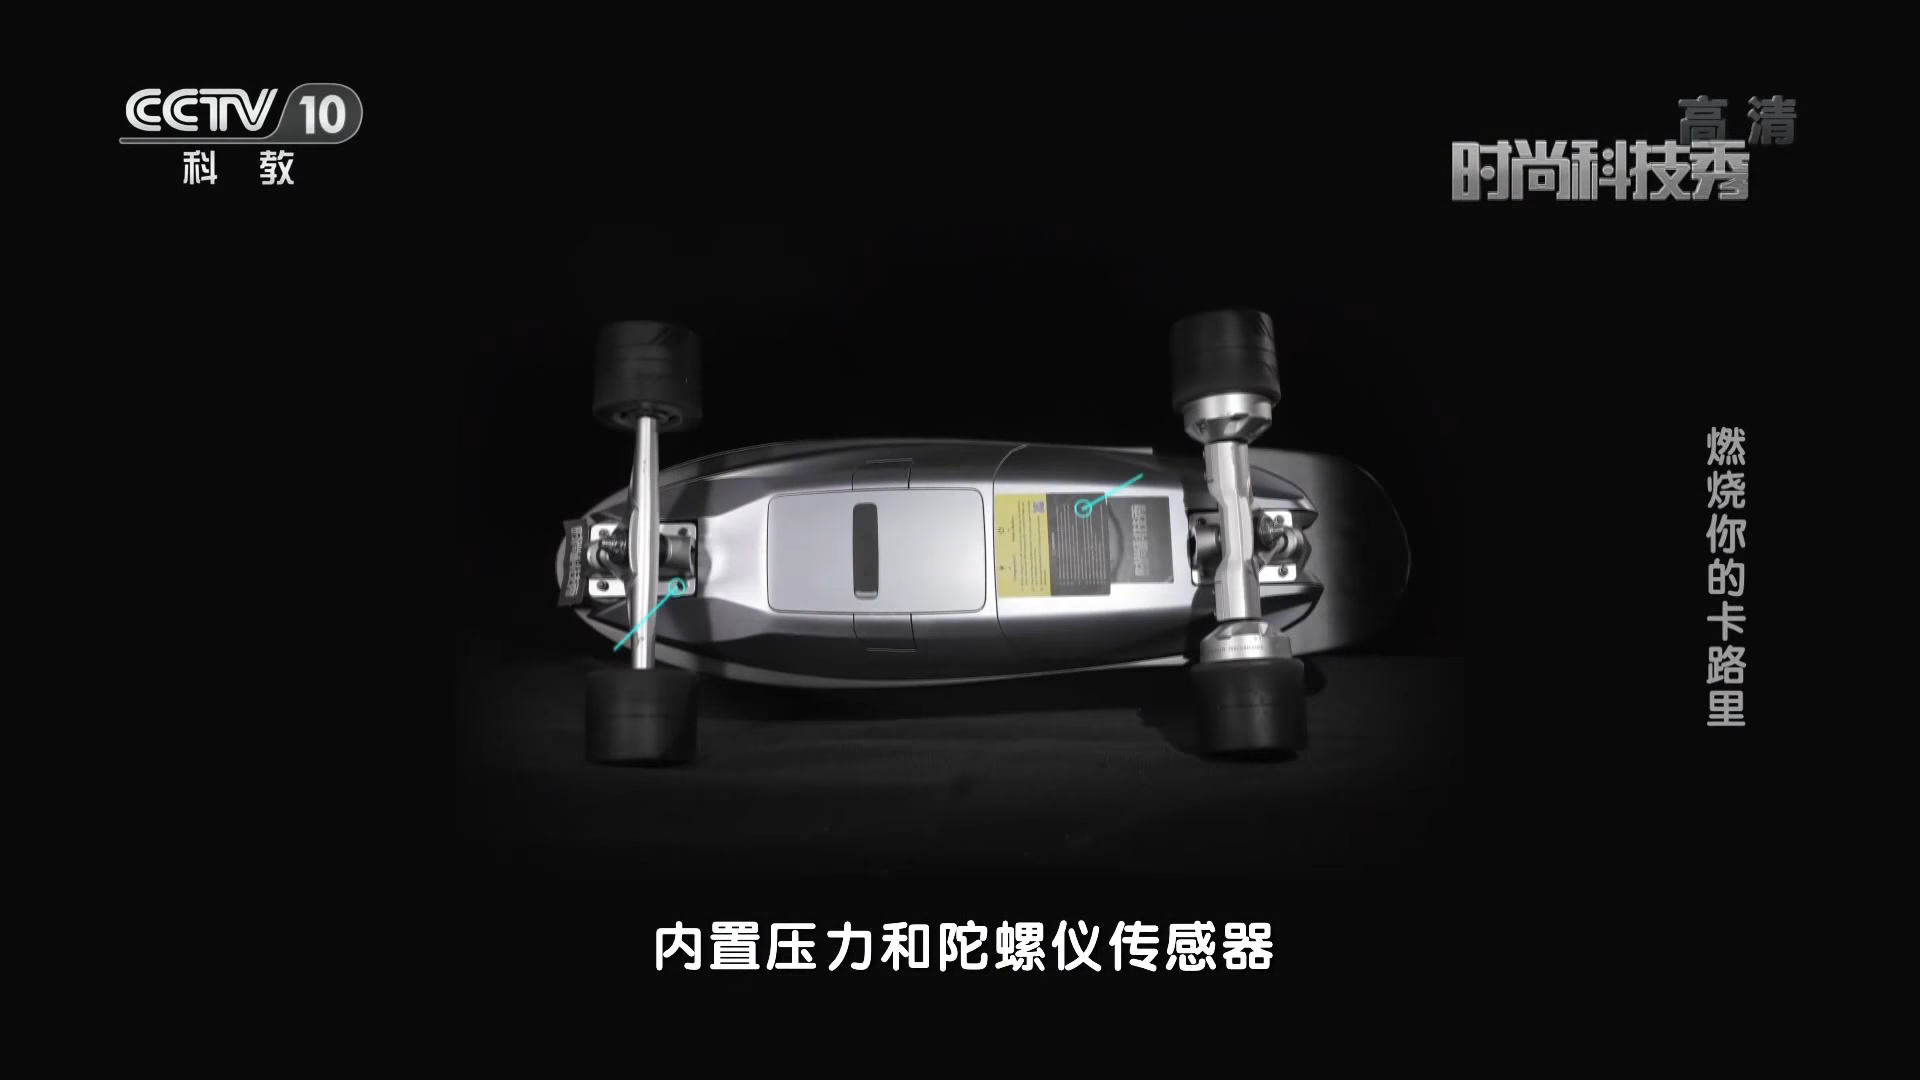 CCTV 10
科 教
高 清
时尚科技秀
燃烧你的卡路里
内置压力和陀螺仪传感器